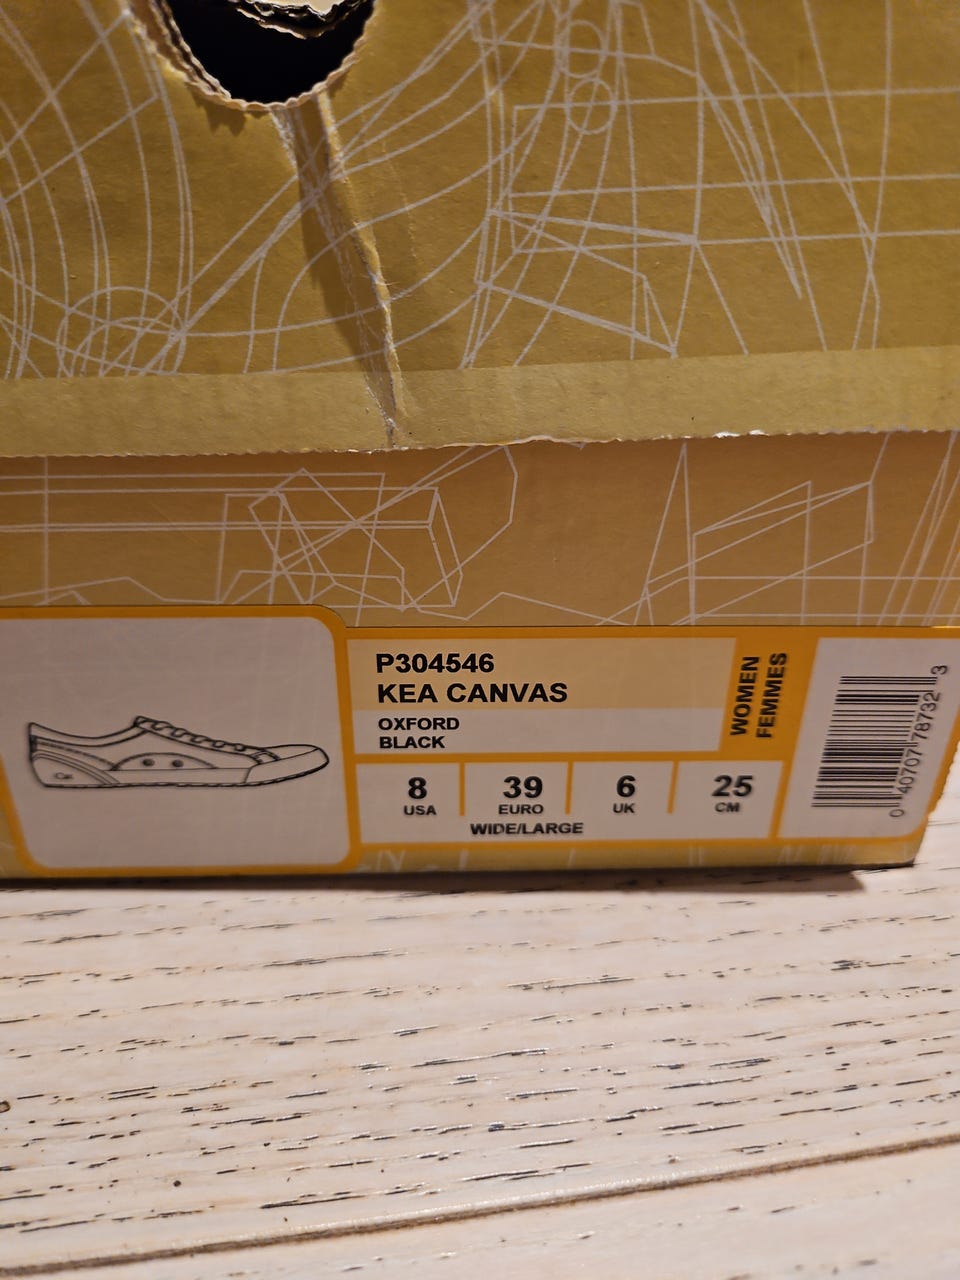 P304546
KEA CANVAS
OXFORD
BLACK
WOMEN
FEMMES
8 39 6 25
USA EURO UK CM
WIDE/LARGE
0 40707 78732 3